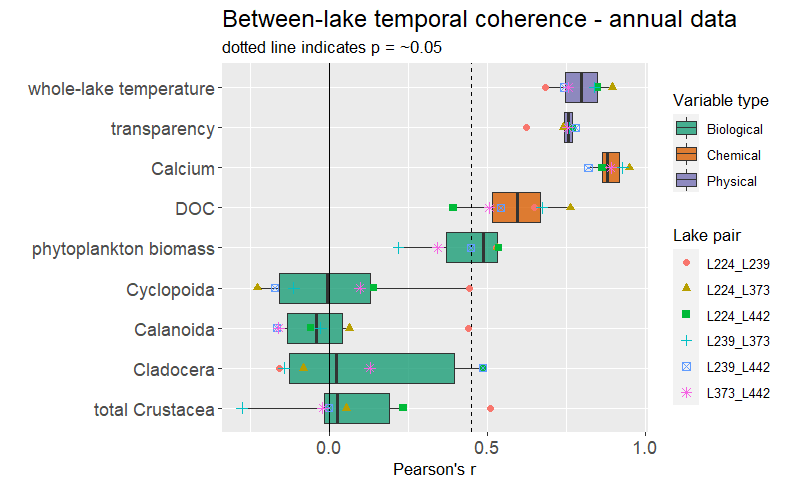 Between-lake temporal coherence - annual data
dotted line indicates p = ~0.05
whole-lake temperature
transparency
Calcium
DOC
phytoplankton biomass
Cyclopoida
Calanoida
Cladocera
total Crustacea
0.0
0.5
1.0
Pearson's r
Variable type
Biological
Chemical
Physical
Lake pair
L224_L239
L224_L373
L224_L442
L239_L373
L239_L442
L373_L442